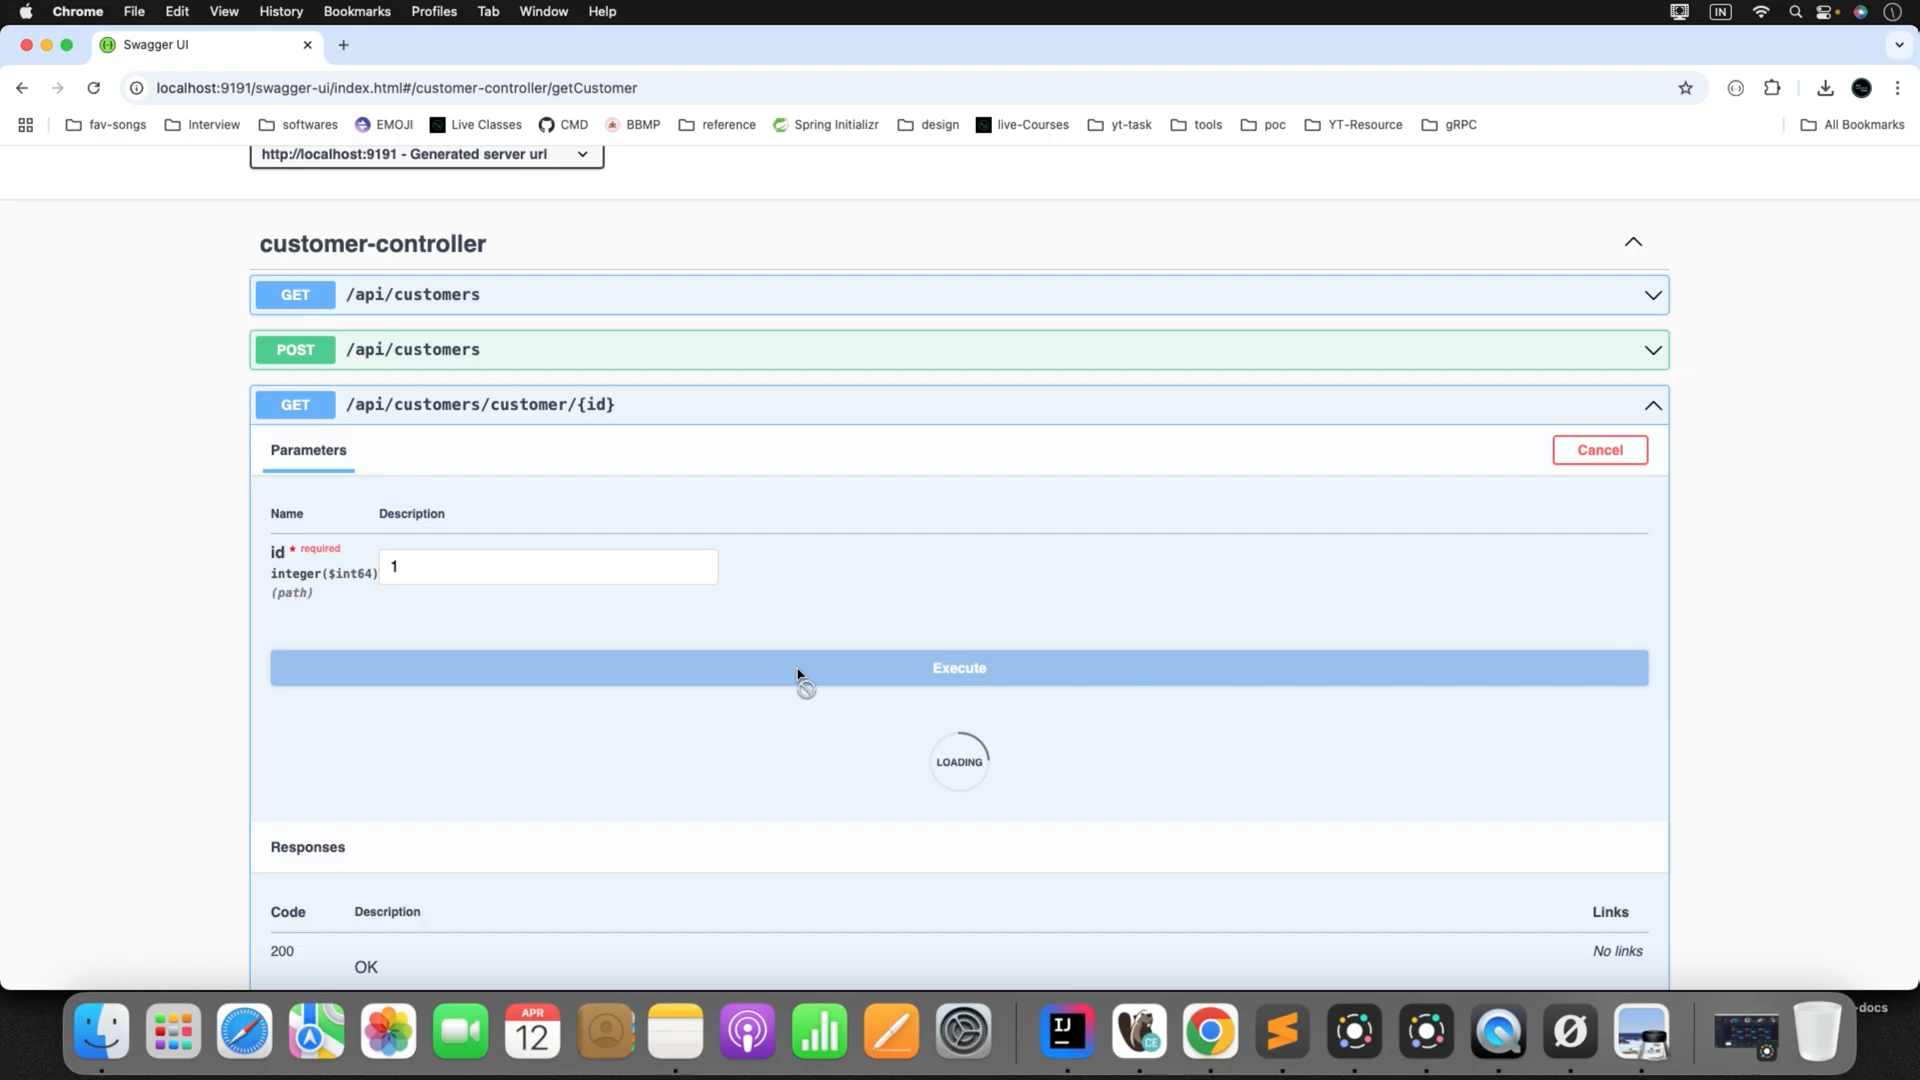 Chrome File Edit View History Bookmarks Profiles Tab Window Help IN
Swagger UI
localhost:9191/swagger-ui/index.html#/customer-controller/getCustomer
fav-songs Interview softwares EMOJI Live Classes CMD BBMP reference Spring Initializr design live-Courses yt-task tools poc YT-Resource gRPC All Bookmarks
http://localhost:9191 - Generated server url
customer-controller
GET /api/customers
POST /api/customers
GET /api/customers/customer/{id}
Parameters Cancel
Name Description
id * required
integer($int64)
(path)
1
Execute
LOADING
Responses
Code Description Links
200 No links
OK
-docs
APR
12
IJ
CE